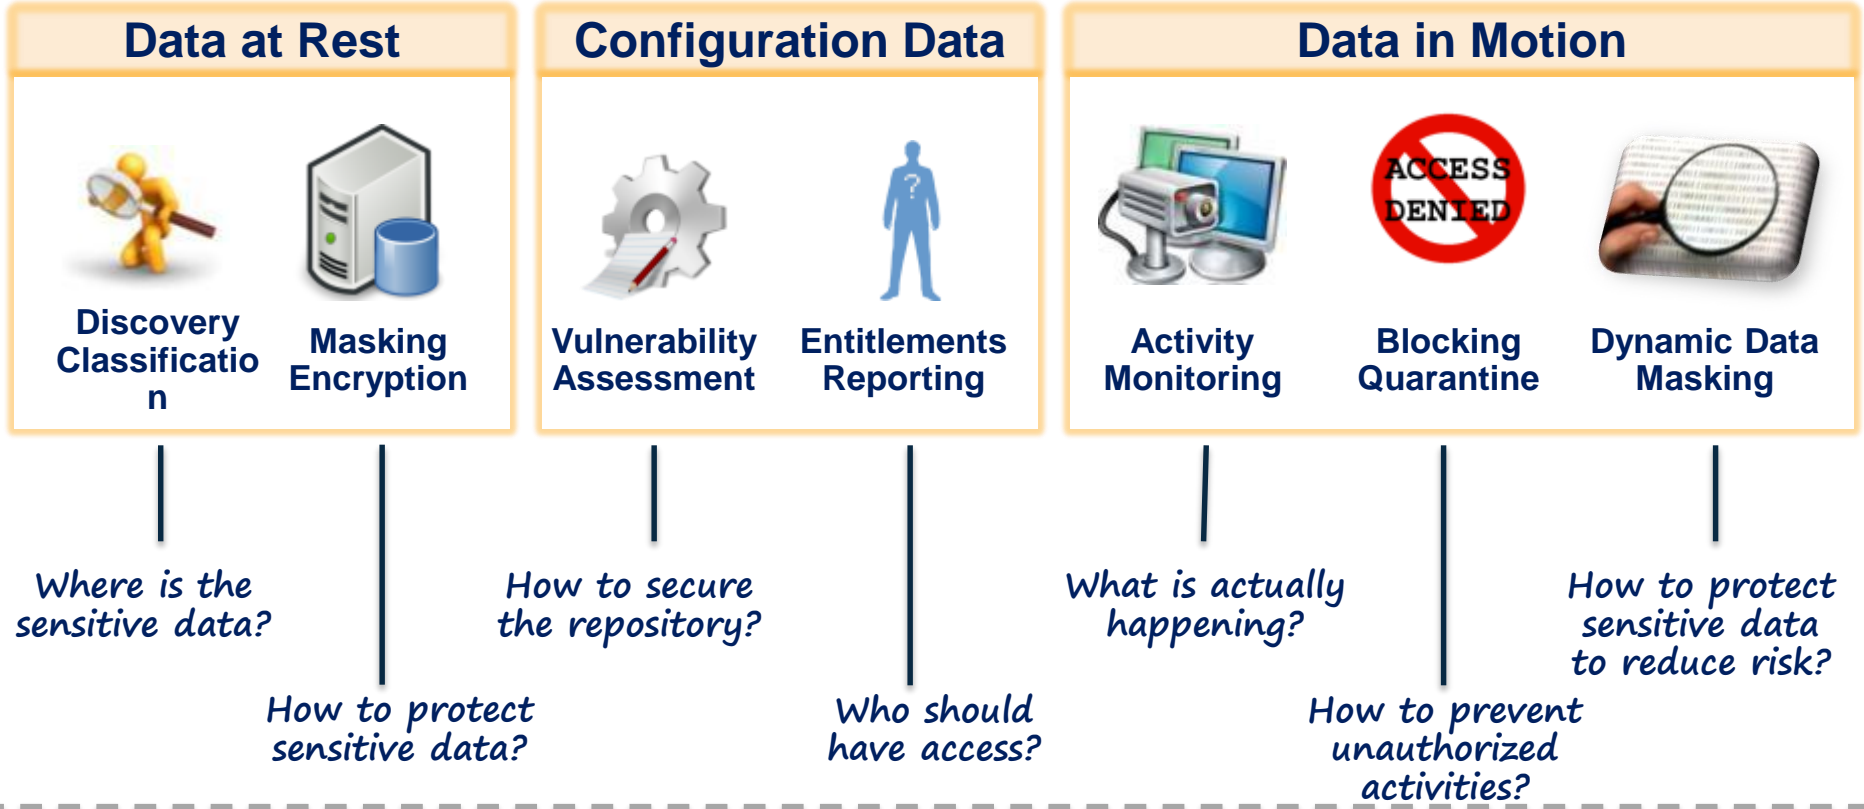 Data at Rest
Configuration Data
Data in Motion
ACCESS
DENIED
?
Discovery
Classificatio
n
Masking
Encryption
Vulnerability
Assessment
Entitlements
Reporting
Activity
Monitoring
Blocking
Quarantine
Dynamic Data
Masking
Where is the
sensitive data?
How to protect
sensitive data?
How to secure
the repository?
Who should
have access?
What is actually
happening?
How to prevent
unauthorized
activities?
How to protect
sensitive data
to reduce risk?